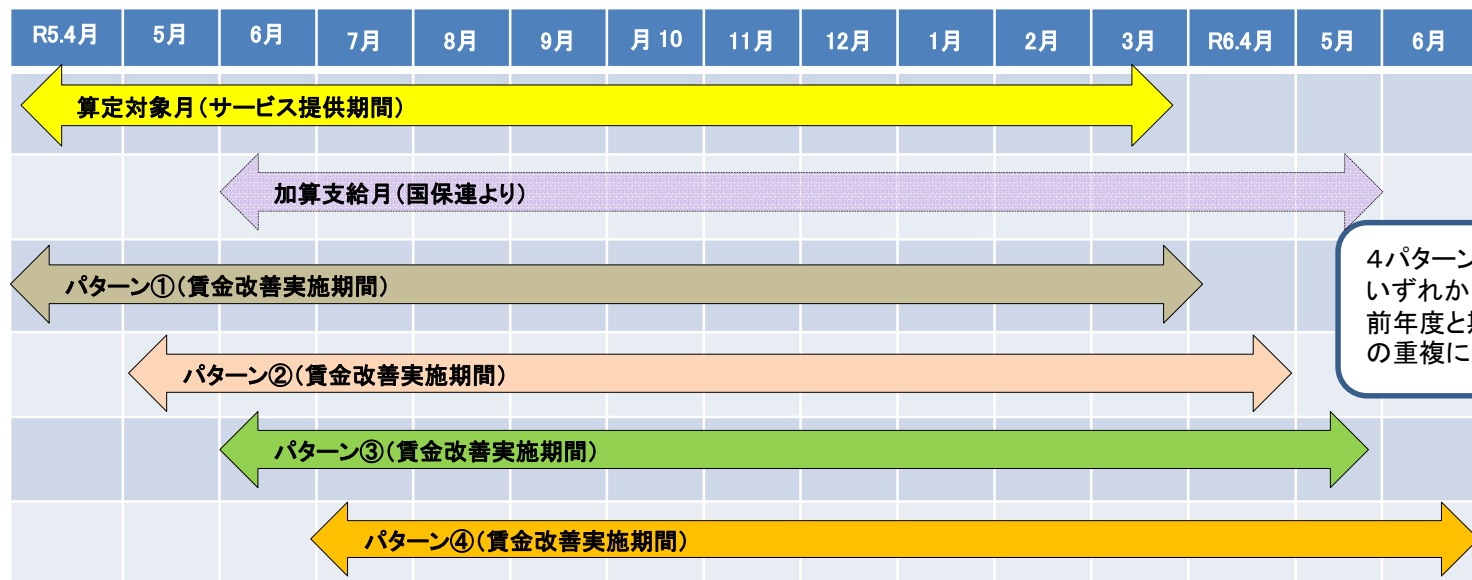 R5.4月 5月 6月 7月 8月 9月 月 10 11月 12月 1月 2月 3月 R6.4月 5月 6月
算定対象月(サービス提供期間)
加算支給月(国保連より)
パターン①(賃金改善実施期間)
4パターン
いずれか
前年度と
の重複に
パターン②(賃金改善実施期間)
パターン③(賃金改善実施期間)
パターン④(賃金改善実施期間)